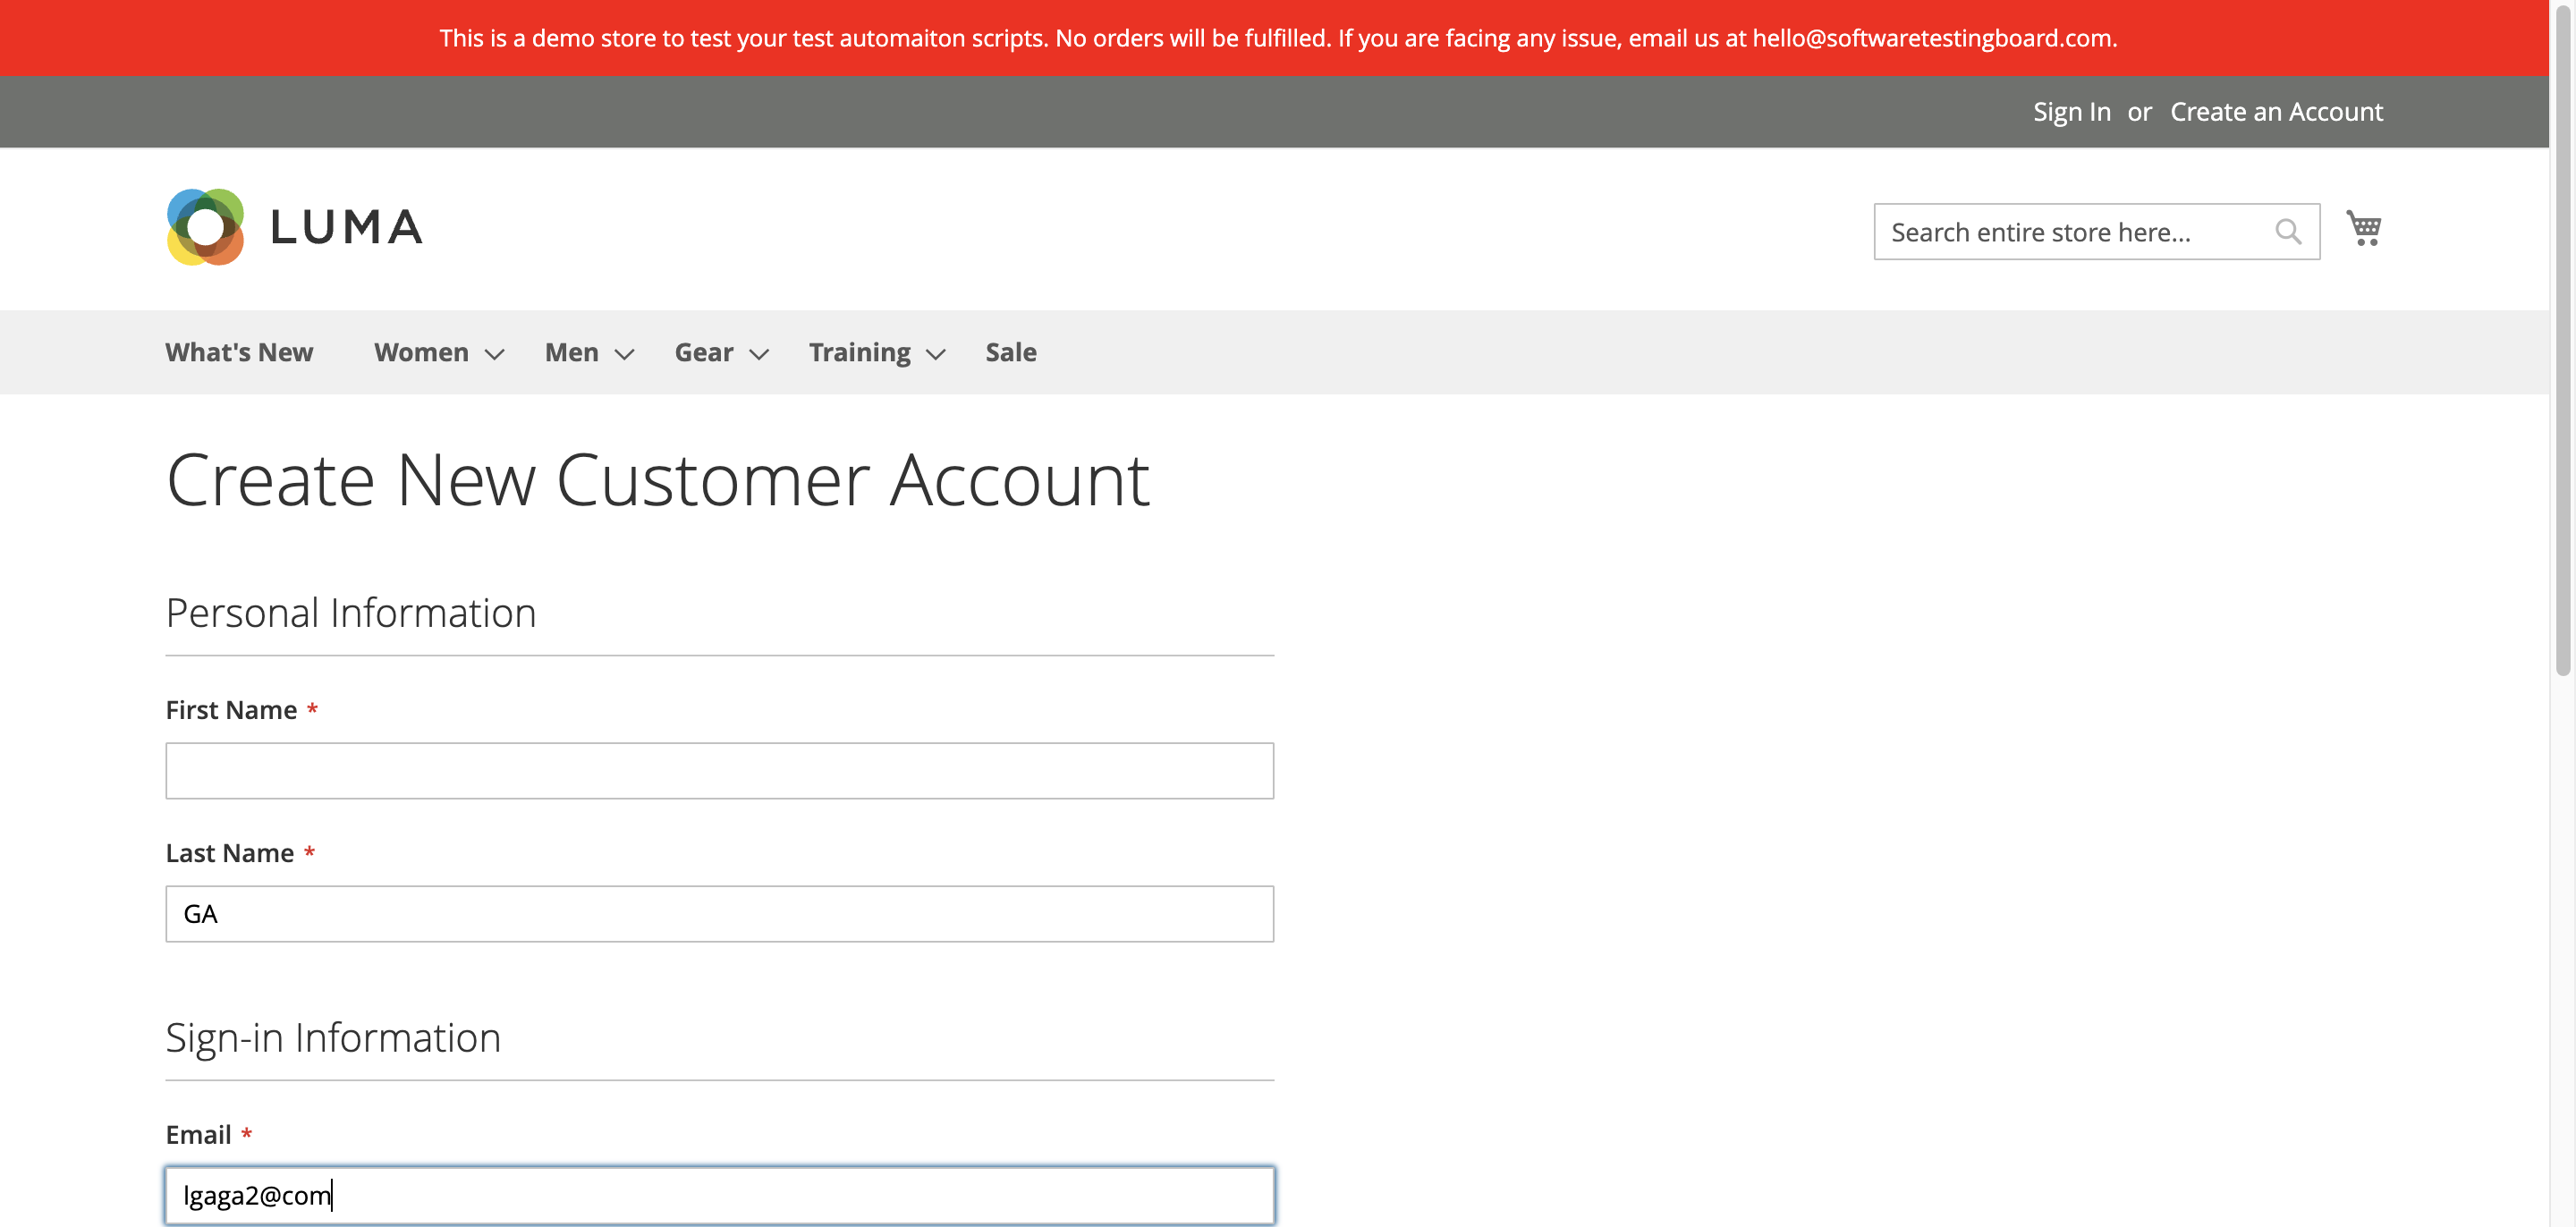 This is a demo store to test your test automaiton scripts. No orders will be fulfilled. If you are facing any issue, email us at hello@softwaretestingboard.com.
Sign In or Create an Account
LUMA
Search entire store here...
What's New Women Men Gear Training Sale
Create New Customer Account
Personal Information
First Name *
Last Name *
GA
Sign-in Information
Email *
lgaga2@com